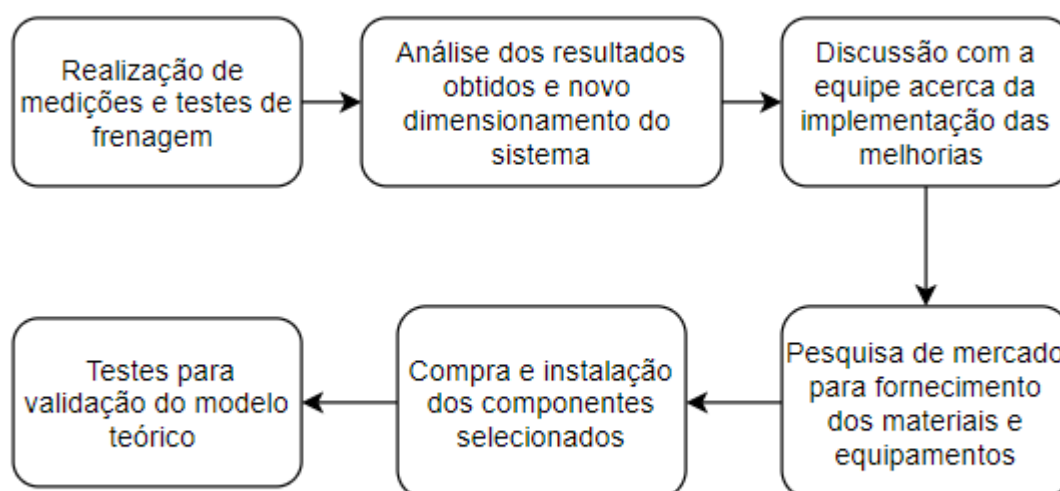 Realização de
medições e testes de
frenagem
Análise dos resultados
obtidos e novo
dimensionamento do
sistema
Discussão com a
equipe acerca da
implementação das
melhorias
Pesquisa de mercado
para fornecimento
dos materiais e
equipamentos
Compra e instalação
dos componentes
selecionados
Testes para
validação do modelo
teórico